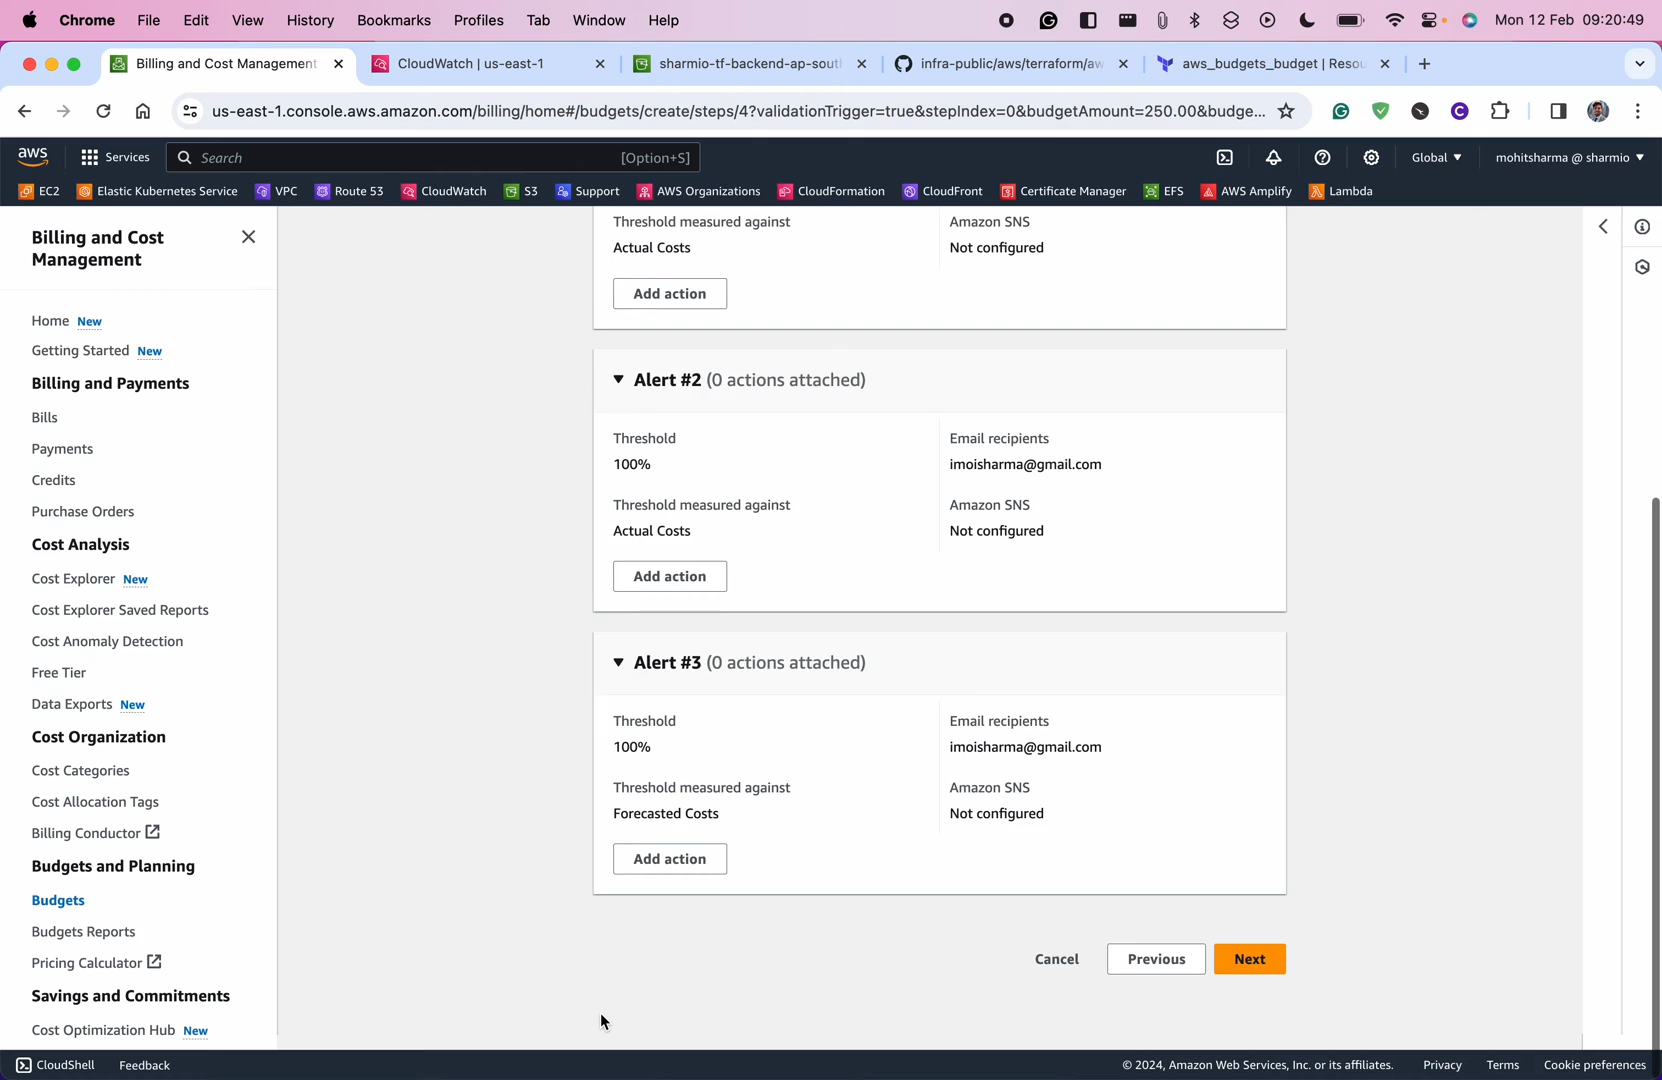 Chrome File Edit View History Bookmarks Profiles Tab Window Help Mon 12 Feb 09:20:49
Billing and Cost Management CloudWatch | us-east-1 sharmio-tf-backend-ap-sout infra-public/aws/terraform/aw aws_budgets_budget | Resou
us-east-1.console.aws.amazon.com/billing/home#/budgets/create/steps/4?validationTrigger=true&stepIndex=0&budgetAmount=250.00&budge...
aws Services Search [Option+S] Global mohitsharma @ sharmio
EC2 Elastic Kubernetes Service VPC Route 53 CloudWatch S3 Support AWS Organizations CloudFormation CloudFront Certificate Manager EFS AWS Amplify Lambda
Billing and Cost
Management
Home New
Getting Started New
Billing and Payments
Bills
Payments
Credits
Purchase Orders
Cost Analysis
Cost Explorer New
Cost Explorer Saved Reports
Cost Anomaly Detection
Free Tier
Data Exports New
Cost Organization
Cost Categories
Cost Allocation Tags
Billing Conductor
Budgets and Planning
Budgets
Budgets Reports
Pricing Calculator
Savings and Commitments
Cost Optimization Hub New
Threshold measured against Amazon SNS
Actual Costs Not configured
Add action
Alert #2 (0 actions attached)
Threshold Email recipients
100% imoisharma@gmail.com
Threshold measured against Amazon SNS
Actual Costs Not configured
Add action
Alert #3 (0 actions attached)
Threshold Email recipients
100% imoisharma@gmail.com
Threshold measured against Amazon SNS
Forecasted Costs Not configured
Add action
Cancel Previous Next
CloudShell Feedback © 2024, Amazon Web Services, Inc. or its affiliates. Privacy Terms Cookie preferences